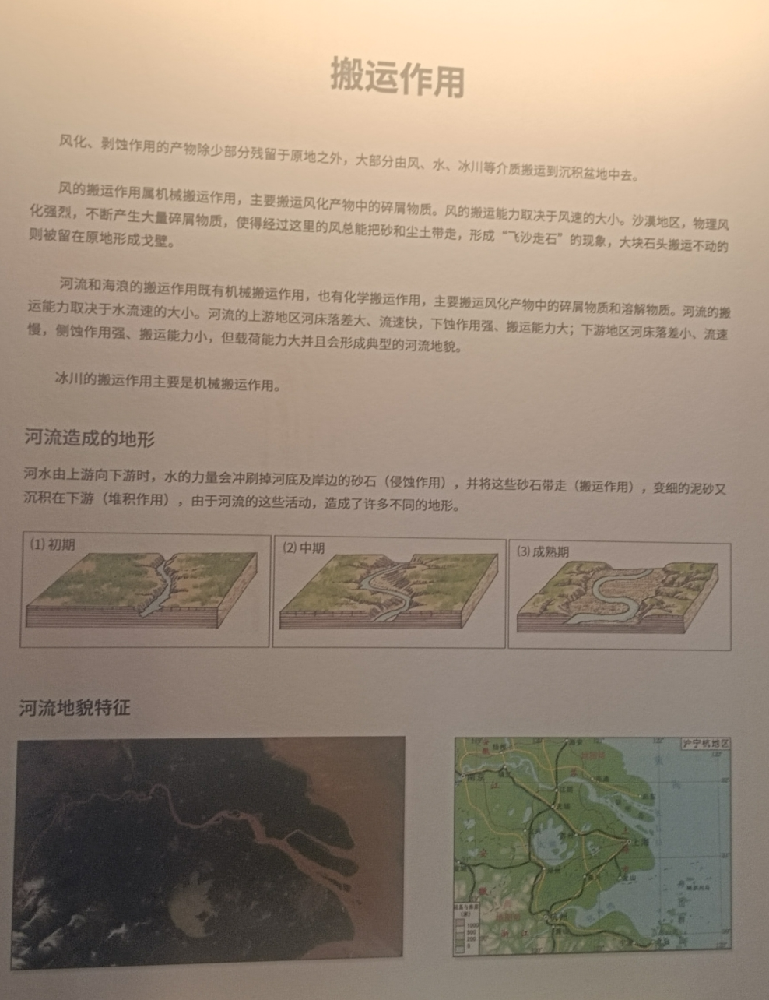 搬运作用
风化、剥蚀作用的产物除少部分残留于原地之外，大部分由风、水、冰川等介质搬运到沉积盆地中去。
风的搬运作用属机械搬运作用，主要搬运风化产物中的碎屑物质。风的搬运能力取决于风速的大小。沙漠地区，物理风
化强烈，不断产生大量碎屑物质，使得经过这里的风总能把砂和尘土带走，形成“飞沙走石”的现象，大块石头搬运不动的
则被留在原地形成戈壁。
河流和海浪的搬运作用既有机械搬运作用，也有化学搬运作用，主要搬运风化产物中的碎屑物质和溶解物质。河流的搬
运能力取决于水流速的大小。河流的上游地区河床落差大、流速快，下蚀作用强、搬运能力大；下游地区河床落差小、流速
慢，侧蚀作用强、搬运能力小，但载荷能力大并且会形成典型的河流地貌。
冰川的搬运作用主要是机械搬运作用。
河流造成的地形
河水由上游向下游时，水的力量会冲刷掉河底及岸边的砂石（侵蚀作用），并将这些砂石带走（搬运作用），变细的泥砂又
沉积在下游（堆积作用），由于河流的这些活动，造成了许多不同的地形。
(1) 初期
(2) 中期
(3) 成熟期
河流地貌特征
沪宁杭地区
上海
杭州